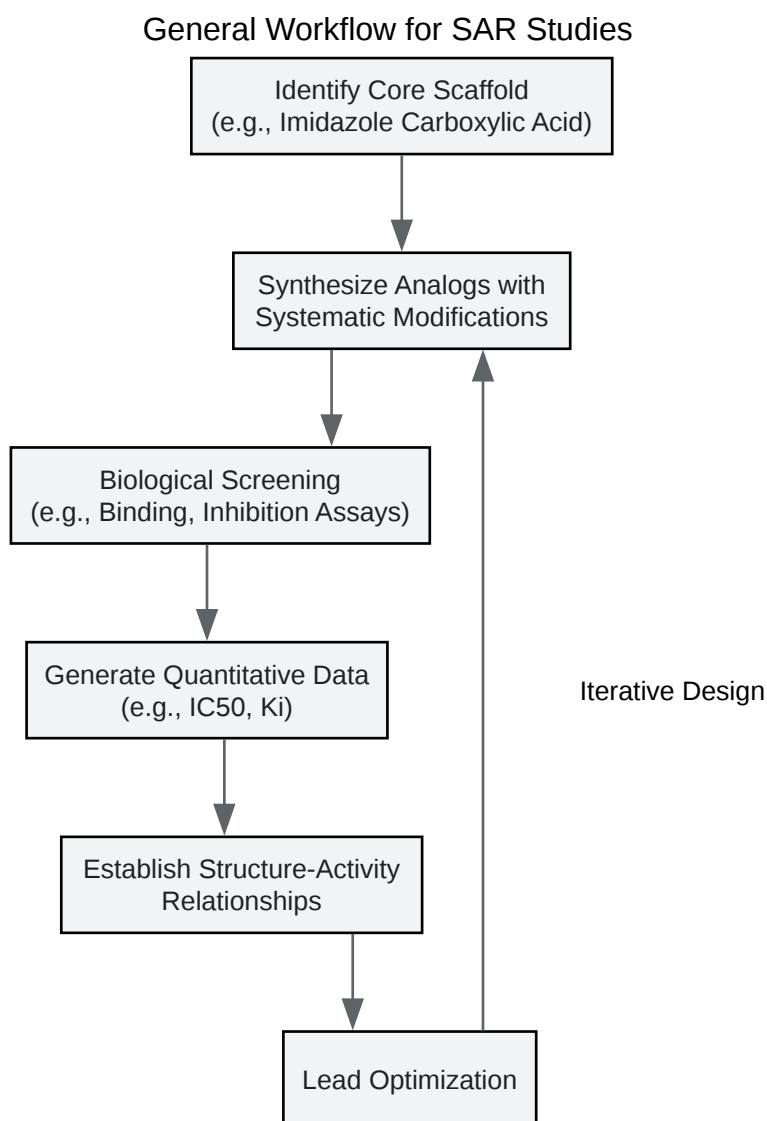 General Workflow for SAR Studies
Identify Core Scaffold
(e.g., Imidazole Carboxylic Acid)
Synthesize Analogs with
Systematic Modifications
Biological Screening
(e.g., Binding, Inhibition Assays)
Generate Quantitative Data
(e.g., IC50, Ki)
Iterative Design
Establish Structure-Activity
Relationships
Lead Optimization